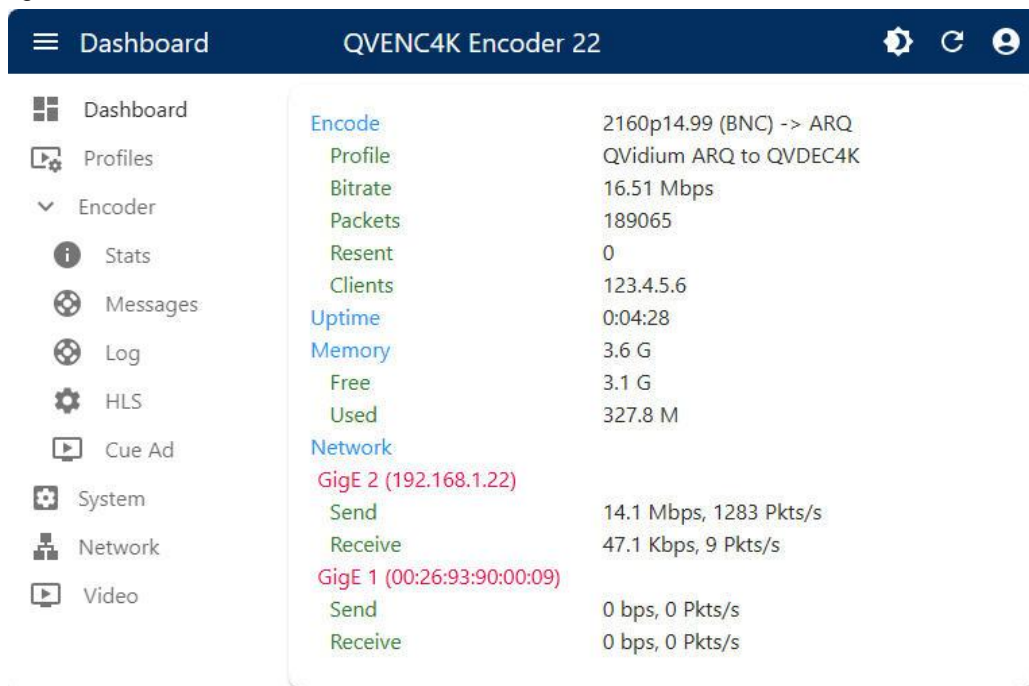 Dashboard QVENC4K Encoder 22
Dashboard
Profiles
Encoder
Stats
Messages
Log
HLS
Cue Ad
System
Network
Video
Encode 2160p14.99 (BNC) -> ARQ
Profile QVidium ARQ to QVDEC4K
Bitrate 16.51 Mbps
Packets 189065
Resent 0
Clients 123.4.5.6
Uptime 0:04:28
Memory 3.6 G
Free 3.1 G
Used 327.8 M
Network
GigE 2 (192.168.1.22)
Send 14.1 Mbps, 1283 Pkts/s
Receive 47.1 Kbps, 9 Pkts/s
GigE 1 (00:26:93:90:00:09)
Send 0 bps, 0 Pkts/s
Receive 0 bps, 0 Pkts/s